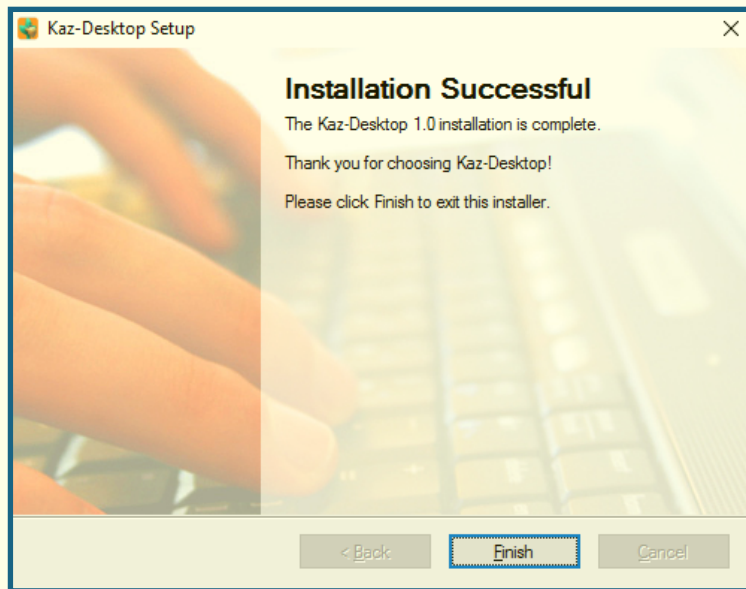 Kaz-Desktop Setup
Installation Successful
The Kaz-Desktop 1.0 installation is complete.
Thank you for choosing Kaz-Desktop!
Please click Finish to exit this installer.
< Back Finish Cancel